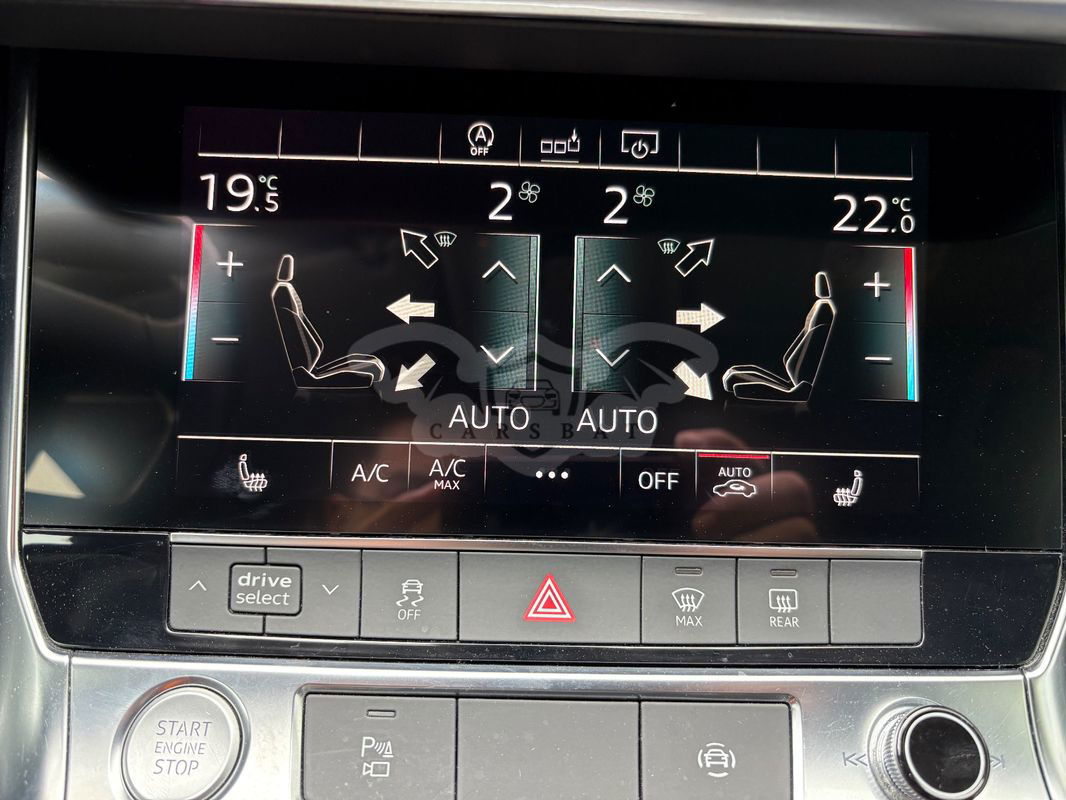 A
OFF
19.5 °C
2
2
22.0 °C
+
+
−
−
AUTO
AUTO
CARSBAT
A/C
A/C
MAX
•••
OFF
AUTO
drive
select
OFF
MAX
REAR
START
ENGINE
STOP
P